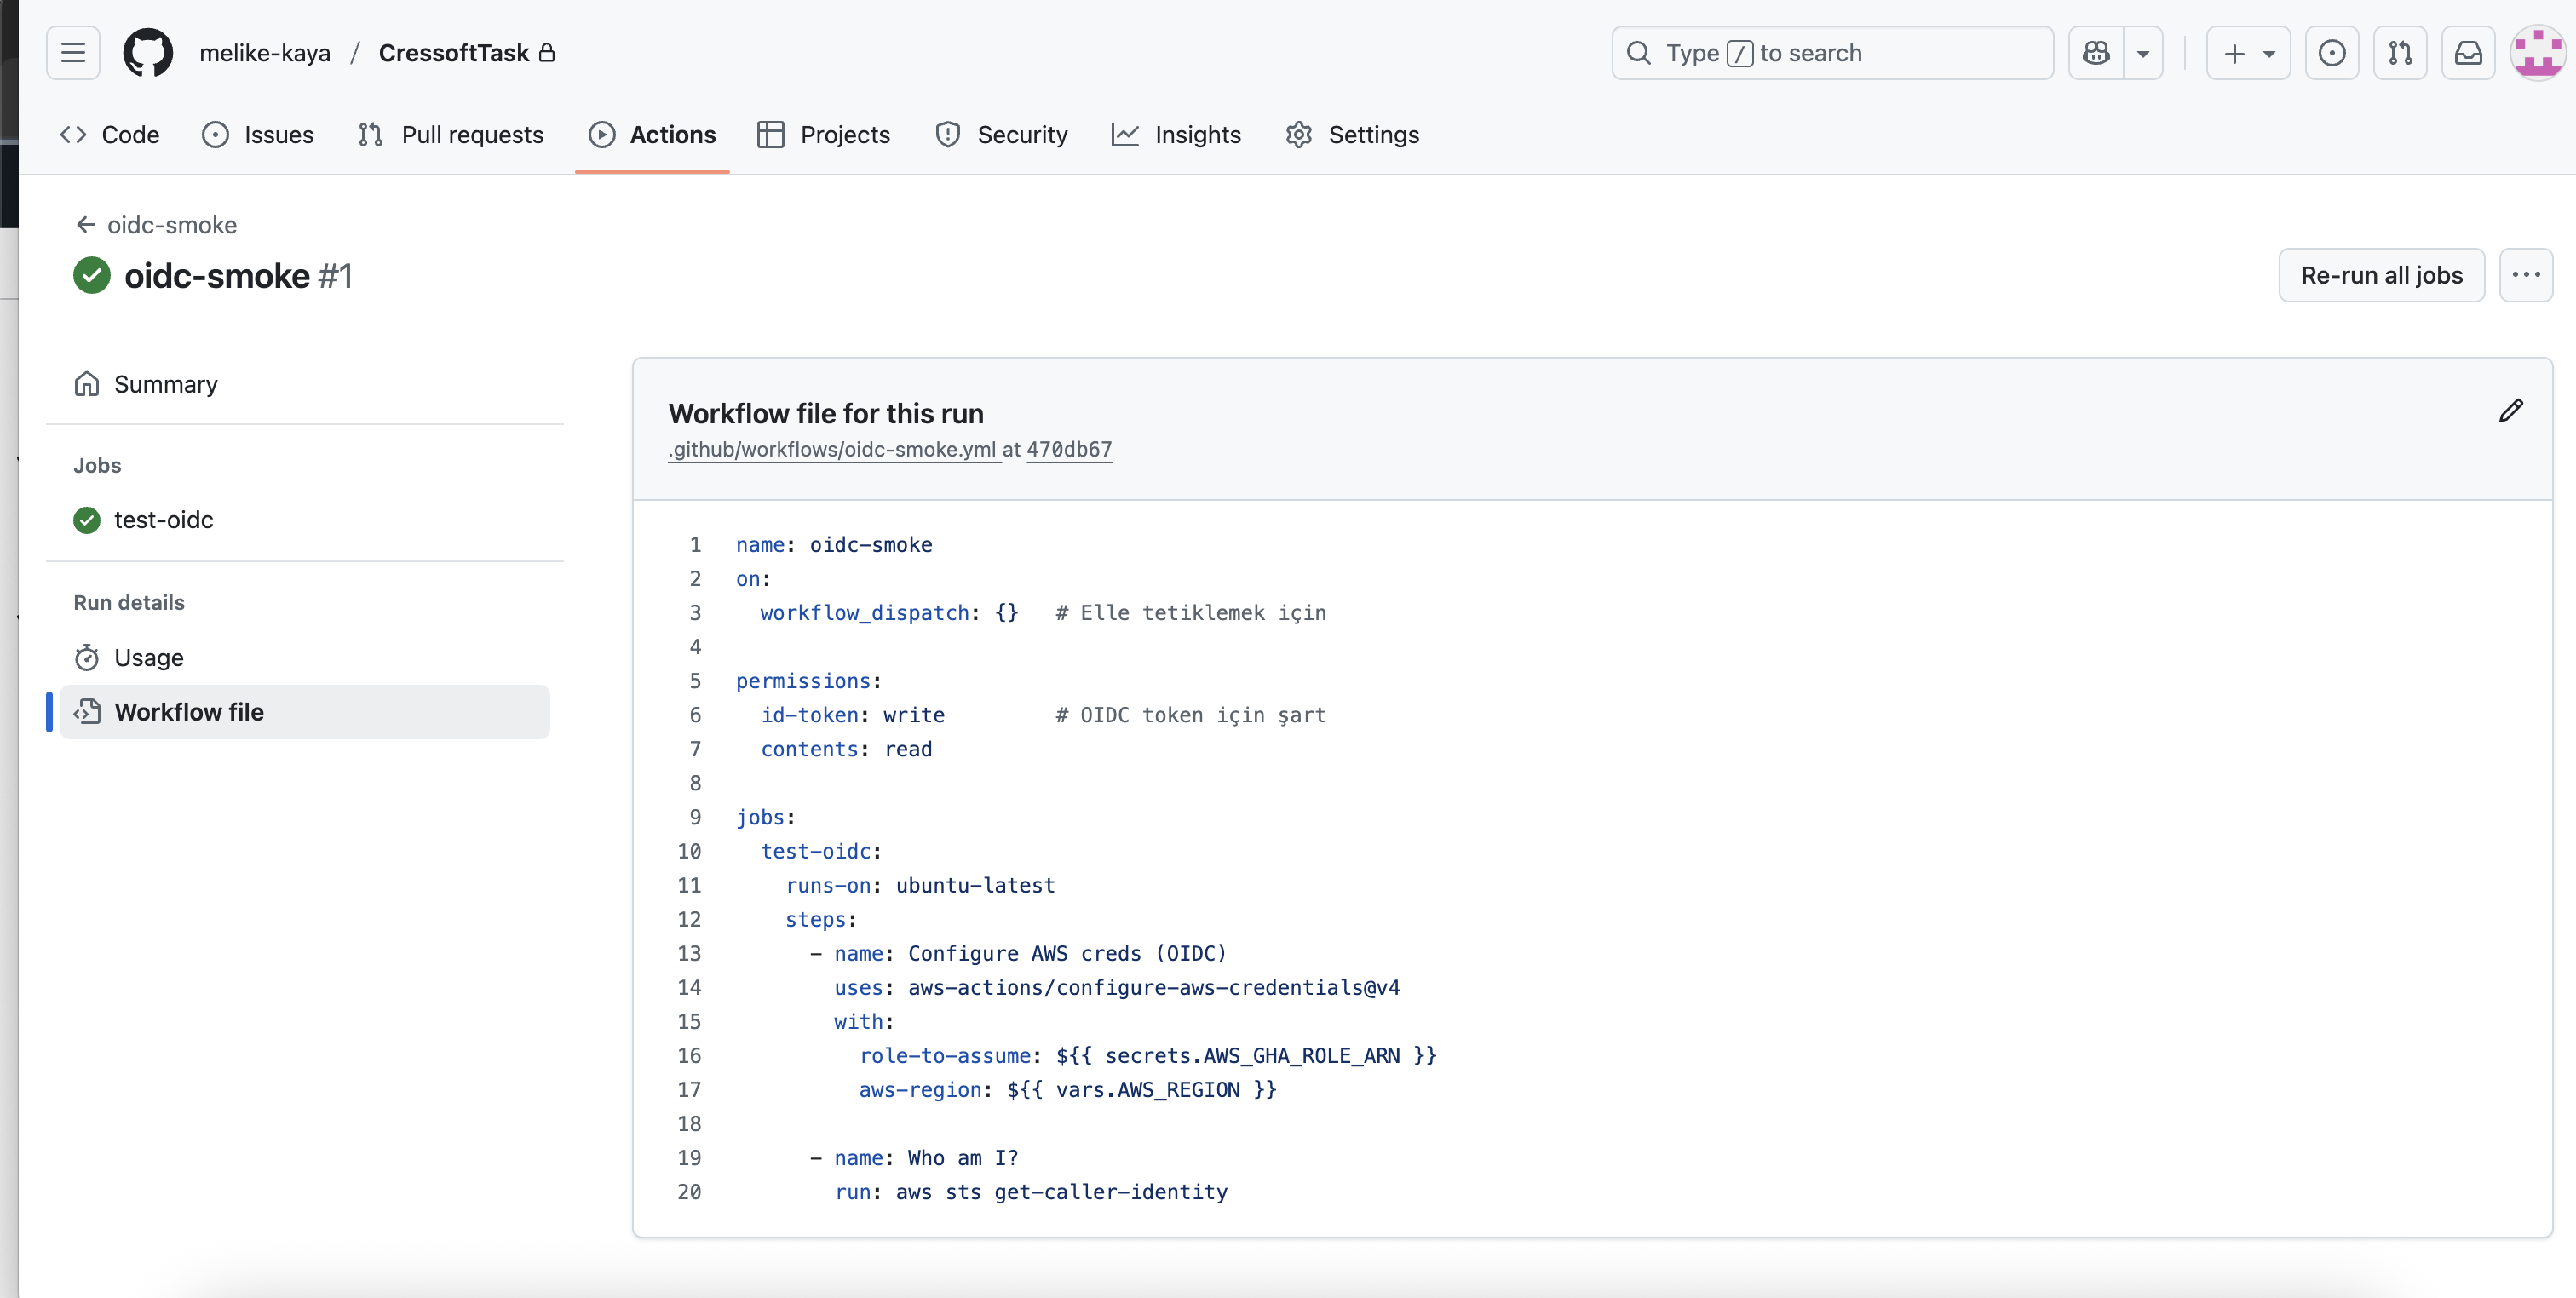 melike-kaya / CressoftTask
Type / to search
Code Issues Pull requests Actions Projects Security Insights Settings
oidc-smoke
oidc-smoke #1
Re-run all jobs
Summary
Jobs
test-oidc
Run details
Usage
Workflow file
Workflow file for this run
.github/workflows/oidc-smoke.yml at 470db67
1 name: oidc-smoke
2 on:
3 workflow_dispatch: {} # Elle tetiklemek için
4
5 permissions:
6 id-token: write # OIDC token için şart
7 contents: read
8
9 jobs:
10 test-oidc:
11 runs-on: ubuntu-latest
12 steps:
13 - name: Configure AWS creds (OIDC)
14 uses: aws-actions/configure-aws-credentials@v4
15 with:
16 role-to-assume: ${{ secrets.AWS_GHA_ROLE_ARN }}
17 aws-region: ${{ vars.AWS_REGION }}
18
19 - name: Who am I?
20 run: aws sts get-caller-identity